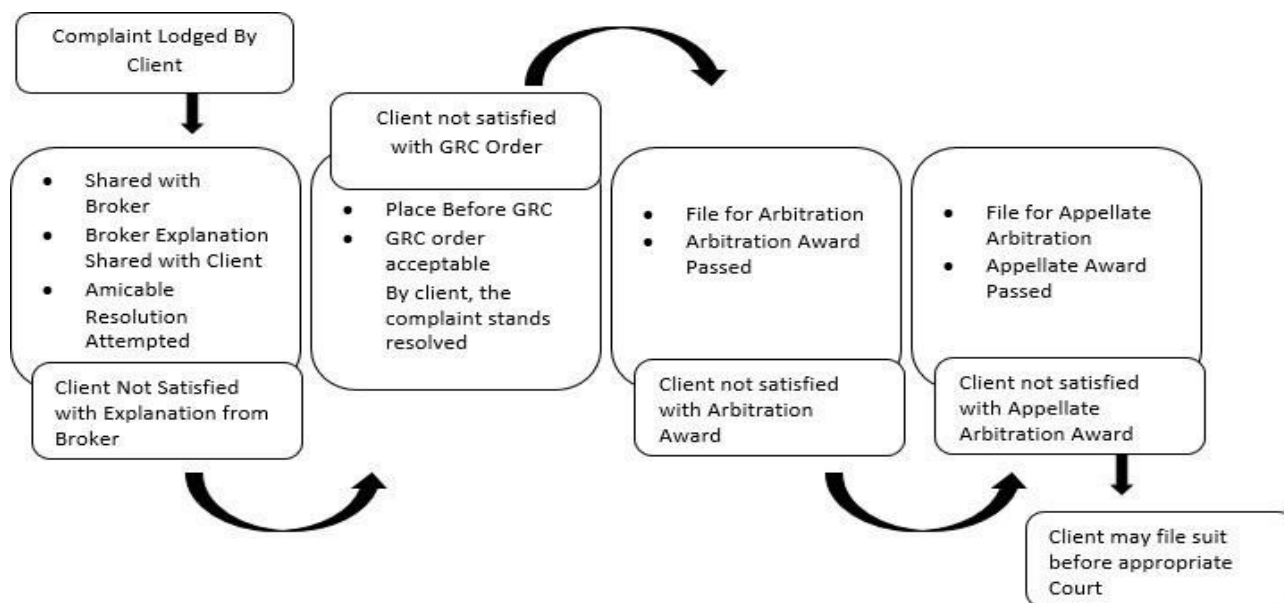 Complaint Lodged By
Client
• Shared with
Broker
• Broker Explanation
Shared with Client
• Amicable
Resolution
Attempted
Client Not Satisfied
with Explanation from
Broker
Client not satisfied
with GRC Order
• Place Before GRC
• GRC order
acceptable
By client, the
complaint stands
resolved
• File for Arbitration
• Arbitration Award
Passed
Client not satisfied
with Arbitration
Award
• File for Appellate
Arbitration
• Appellate Award
Passed
Client not satisfied
with Appellate
Arbitration Award
Client may file suit
before appropriate
Court